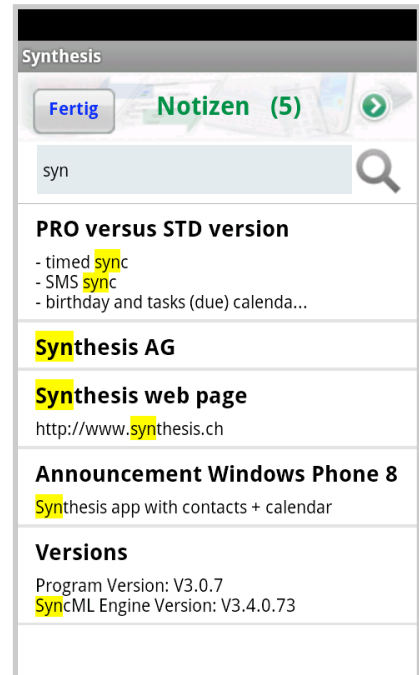 Synthesis
Fertig
Notizen (5)
syn
PRO versus STD version
- timed sync
- SMS sync
- birthday and tasks (due) calenda...
Synthesis AG
Synthesis web page
http://www.synthesis.ch
Announcement Windows Phone 8
Synthesis app with contacts + calendar
Versions
Program Version: V3.0.7
SyncML Engine Version: V3.4.0.73